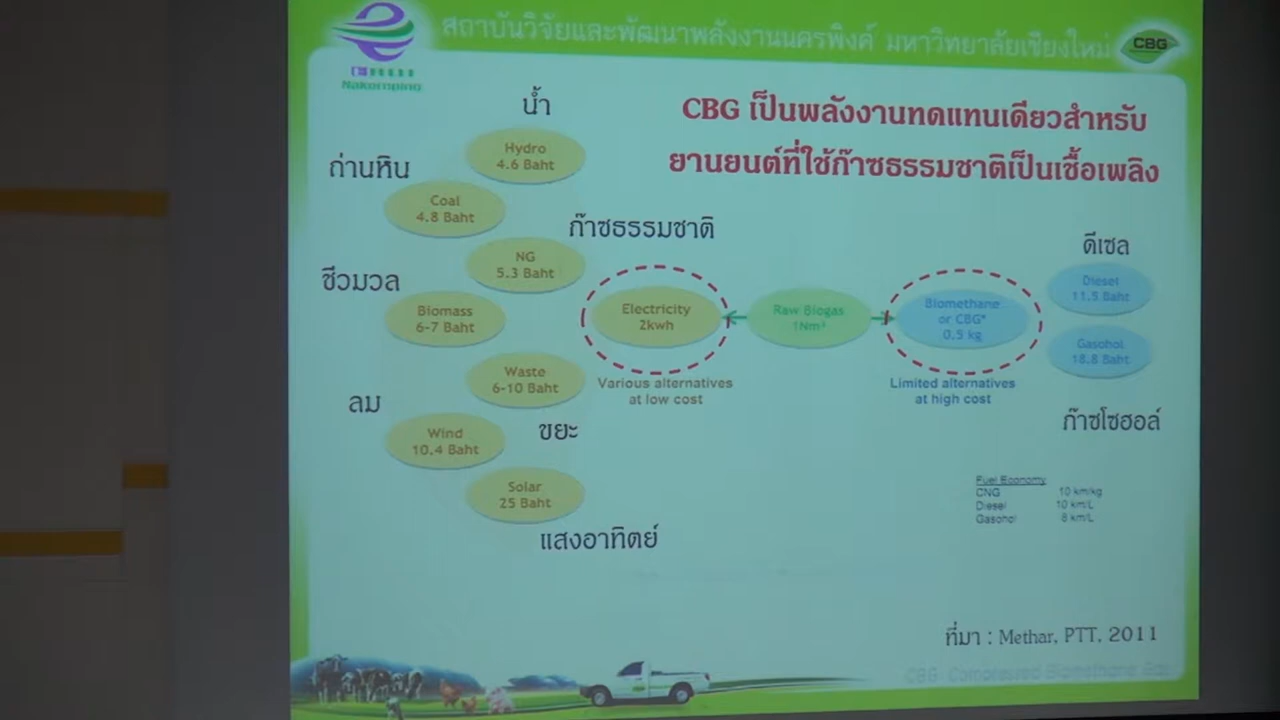 สถาบันวิจัยและพัฒนาพลังงานนครพิงค์ มหาวิทยาลัยเชียงใหม่
CBG
Nakornping
CBG เป็นพลังงานทดแทนเดียวสำหรับ
ยานยนต์ที่ใช้ก๊าซธรรมชาติเป็นเชื้อเพลิง
น้ำ
Hydro
4.6 Baht
ถ่านหิน
Coal
4.8 Baht
ก๊าซธรรมชาติ
NG
5.3 Baht
ชีวมวล
Biomass
6-7 Baht
Waste
6-10 Baht
ขยะ
ลม
Wind
10.4 Baht
Solar
25 Baht
แสงอาทิตย์
Electricity
2kwh
Various alternatives
at low cost
Raw Biogas
1Nm³
Biomethane
or CBG*
0.5 kg
Limited alternatives
at high cost
ดีเซล
Diesel
11.5 Baht
Gasohol
18.8 Baht
ก๊าซโซฮอล์
Fuel Economy
CNG 10 km/kg
Diesel 10 km/L
Gasohol 8 km/L
ที่มา : Methar, PTT, 2011
CBG: Compressed Biomethane Gas